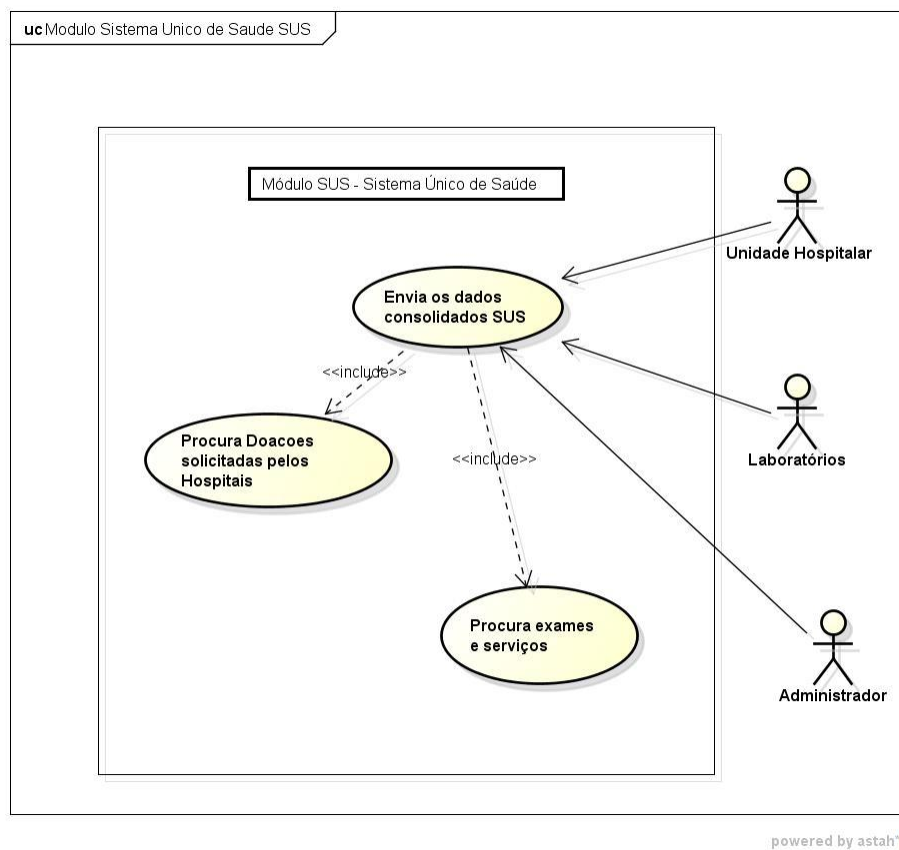 uc Modulo Sistema Unico de Saude SUS
Módulo SUS - Sistema Único de Saúde
Unidade Hospitalar
Envia os dados
consolidados SUS
<<include>>
Procura Doacoes
solicitadas pelos
Hospitais
<<include>>
Laboratórios
Procura exames
e serviços
Administrador
powered by astah*